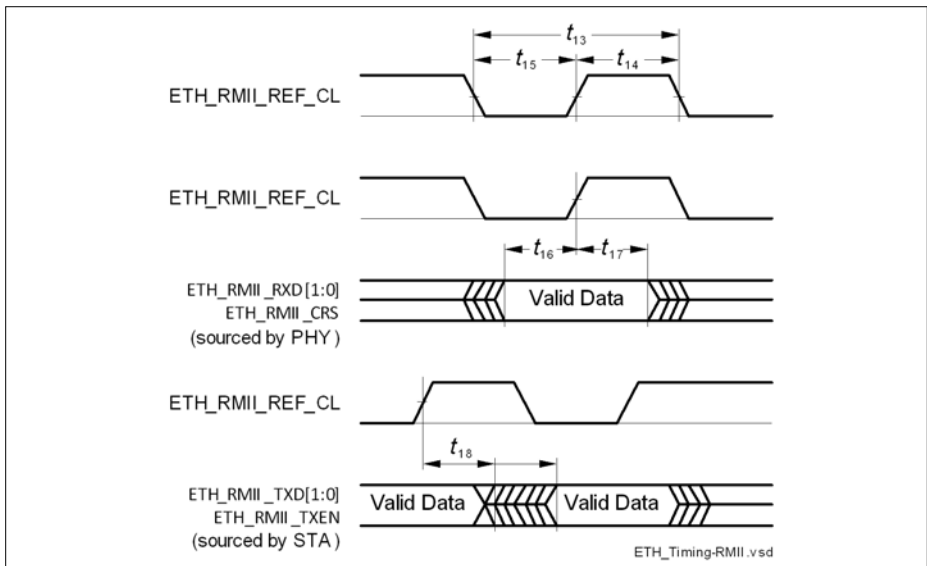 t13
t15 t14
ETH_RMII_REF_CL
ETH_RMII_REF_CL
t16 t17
ETH_RMII_RXD[1:0]
ETH_RMII_CRS
(sourced by PHY)
Valid Data
ETH_RMII_REF_CL
t18
ETH_RMII_TXD[1:0]
ETH_RMII_TXEN
(sourced by STA)
Valid Data Valid Data
ETH_Timing-RMII.vsd